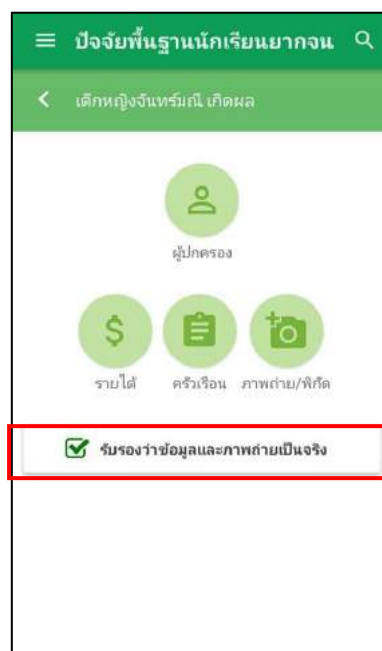 ปัจจัยพื้นฐานนักเรียนยากจน
เด็กหญิงจันทร์มณี เกิดผล
ผู้ปกครอง
รายได้ ครัวเรือน ภาพถ่าย/พิกัด
รับรองว่าข้อมูลและภาพถ่ายเป็นจริง